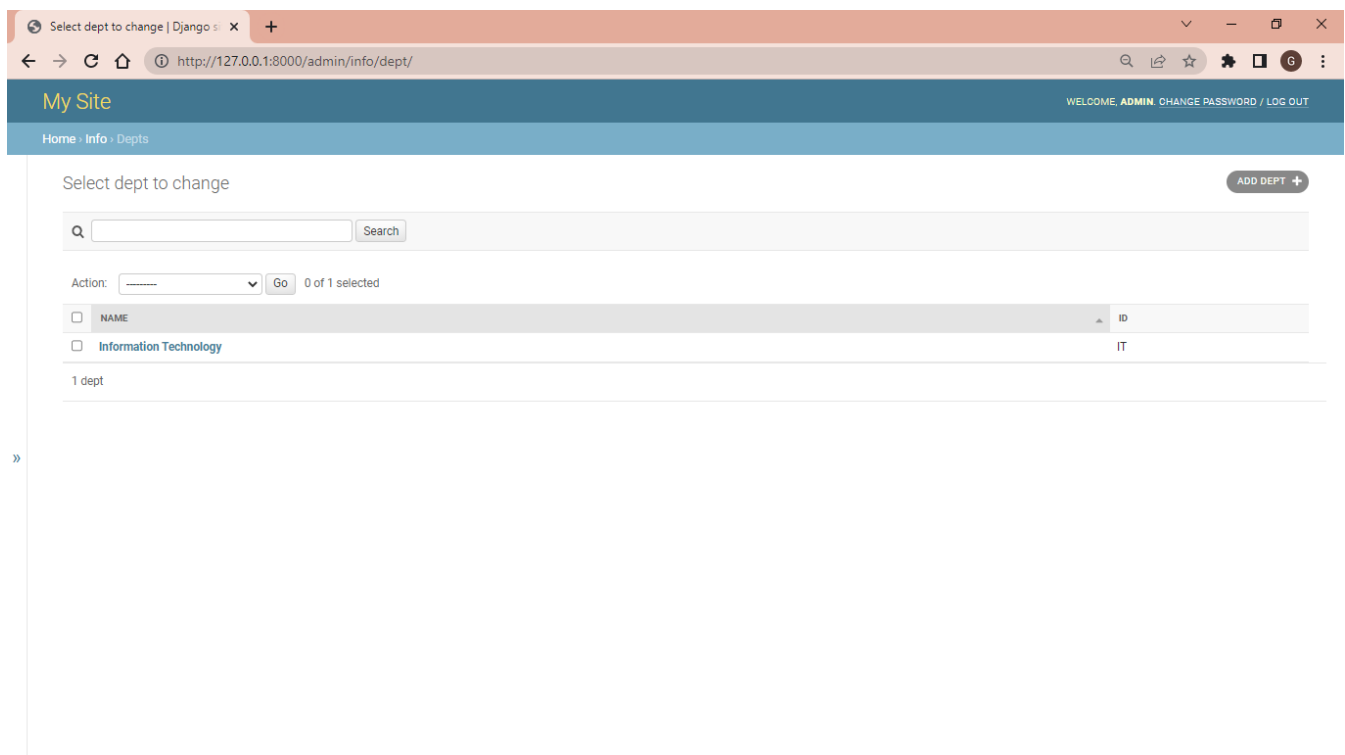 Select dept to change | Django s
http://127.0.0.1:8000/admin/info/dept/
G
My Site
WELCOME, ADMIN. CHANGE PASSWORD / LOG OUT
Home › Info › Depts
Select dept to change
ADD DEPT +
Search
Action: --------- Go 0 of 1 selected
NAME ID
Information Technology IT
1 dept
»